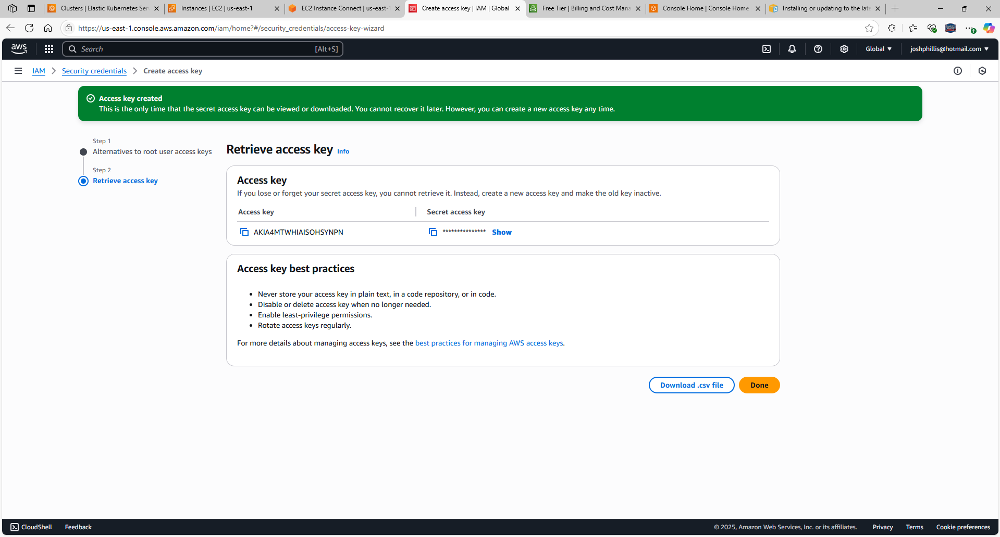 Clusters | Elastic Kubernetes Ser
Instances | EC2 | us-east-1
EC2 Instance Connect | us-east-
Create access key | IAM | Global
Free Tier | Billing and Cost Mana
Console Home | Console Home
Installing or updating to the late
https://us-east-1.console.aws.amazon.com/iam/home?#/security_credentials/access-key-wizard
aws
Search
[Alt+S]
Global
joshphillis@hotmail.com
IAM > Security credentials > Create access key
Access key created
This is the only time that the secret access key can be viewed or downloaded. You cannot recover it later. However, you can create a new access key any time.
Step 1
Alternatives to root user access keys
Step 2
Retrieve access key
Retrieve access key Info
Access key
If you lose or forget your secret access key, you cannot retrieve it. Instead, create a new access key and make the old key inactive.
Access key
Secret access key
AKIA4MTWHIAISOHSYNPN
*************** Show
Access key best practices
• Never store your access key in plain text, in a code repository, or in code.
• Disable or delete access key when no longer needed.
• Enable least-privilege permissions.
• Rotate access keys regularly.
For more details about managing access keys, see the best practices for managing AWS access keys.
Download .csv file
Done
CloudShell
Feedback
© 2025, Amazon Web Services, Inc. or its affiliates.
Privacy
Terms
Cookie preferences